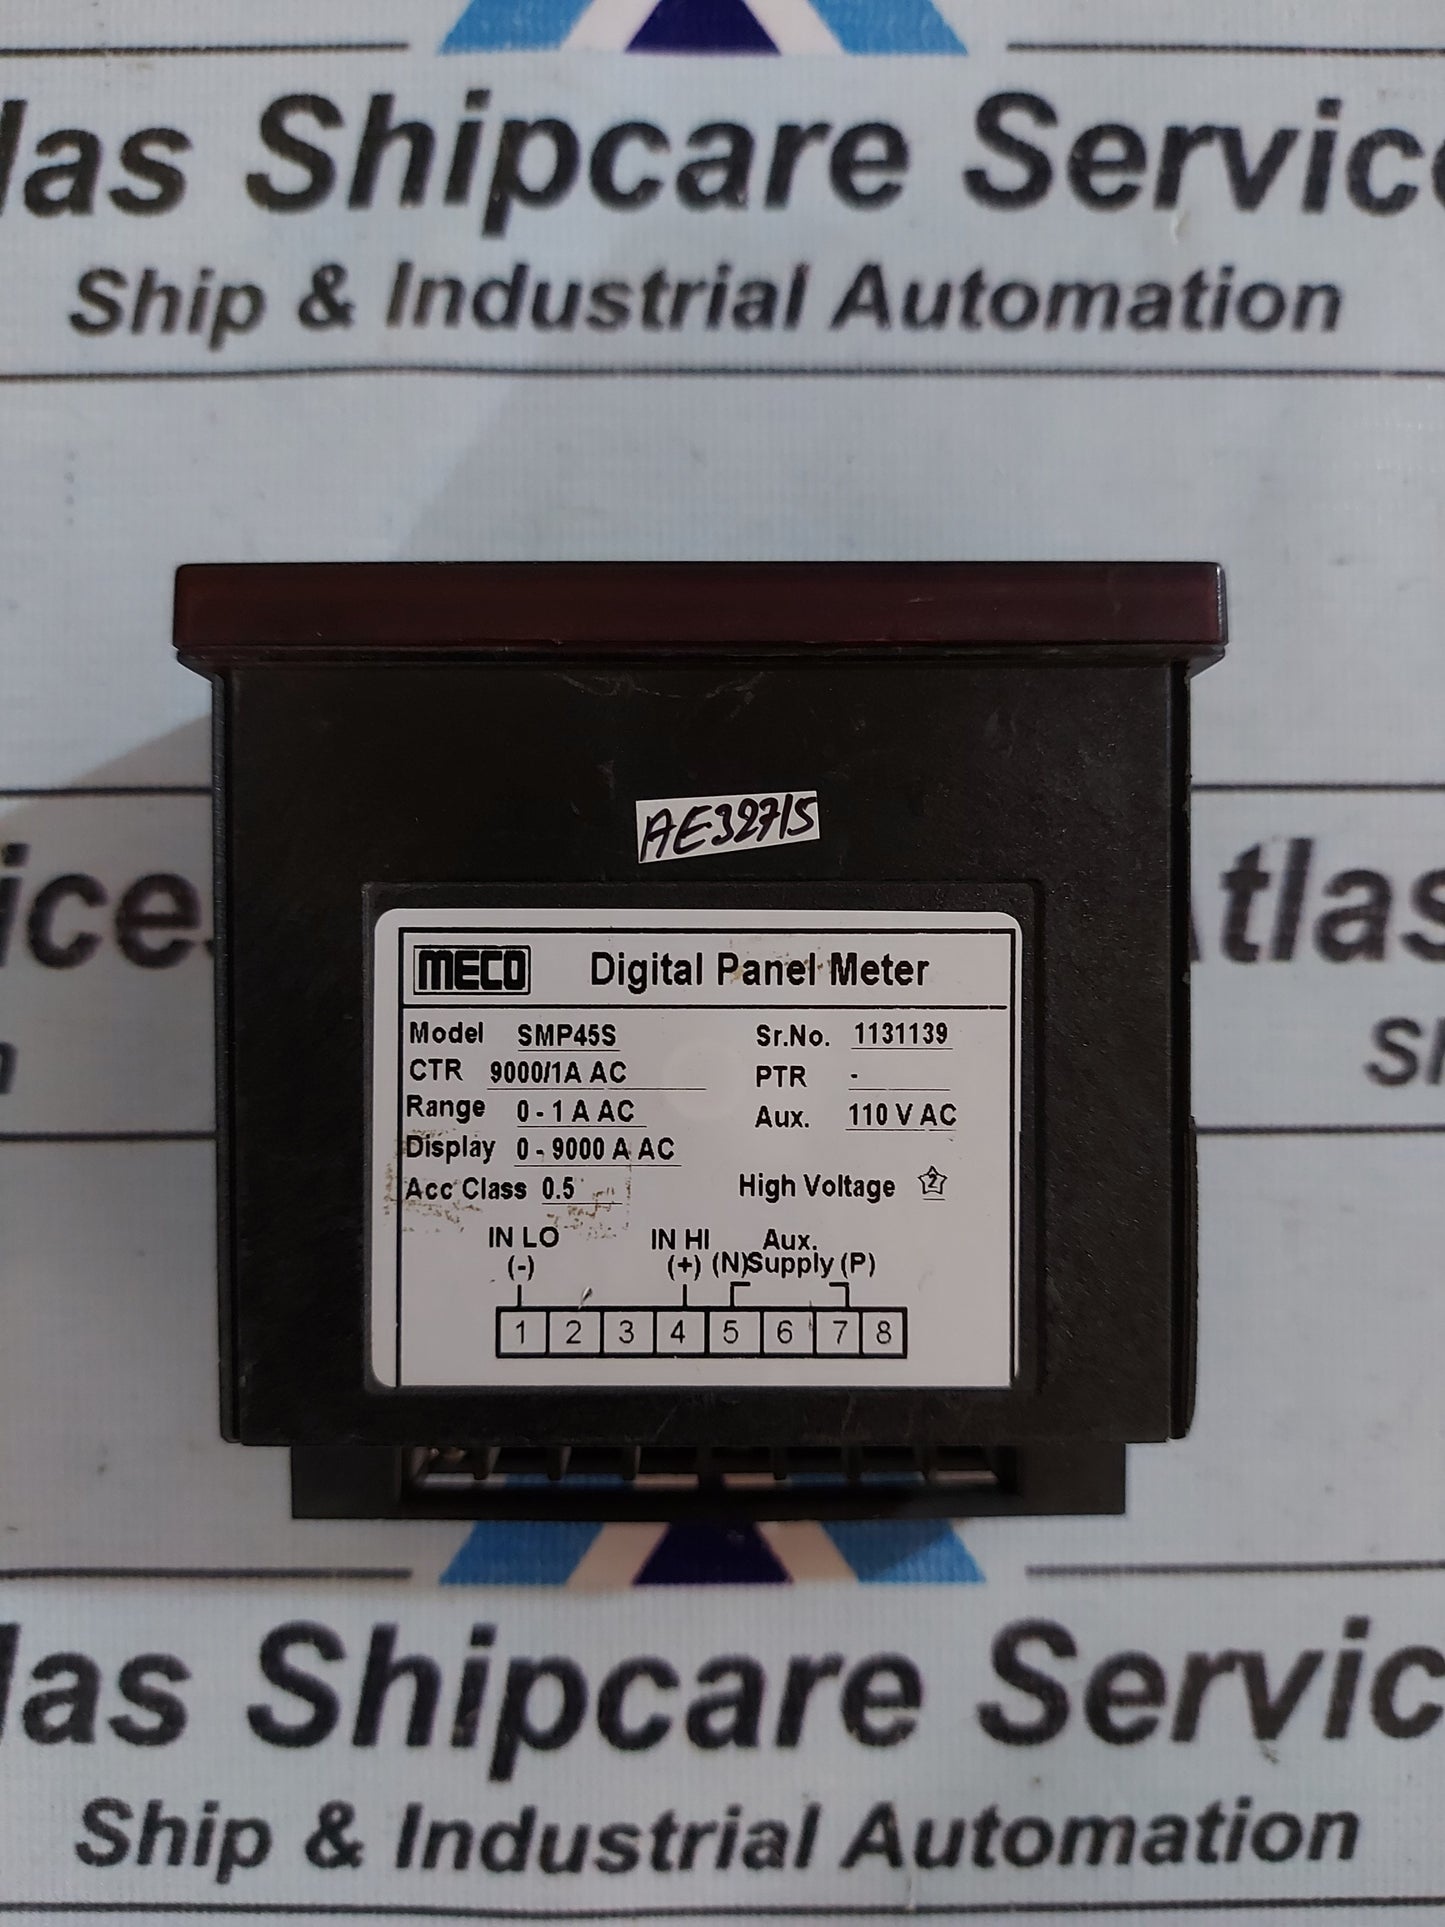 las Shipcare Service
Ship & Industrial Automation
AE32715
ices
Atlas
MECO Digital Panel Meter
Model SMP45S Sr.No. 1131139
CTR 9000/1A AC PTR -
Range 0 - 1 A AC Aux. 110 V AC
Display 0 - 9000 A AC
Acc Class 0.5 High Voltage 2
IN LO IN HI Aux.
(-) (+) (N) Supply (P)
1 2 3 4 5 6 7 8
las Shipcare Servic
Ship & Industrial Automation